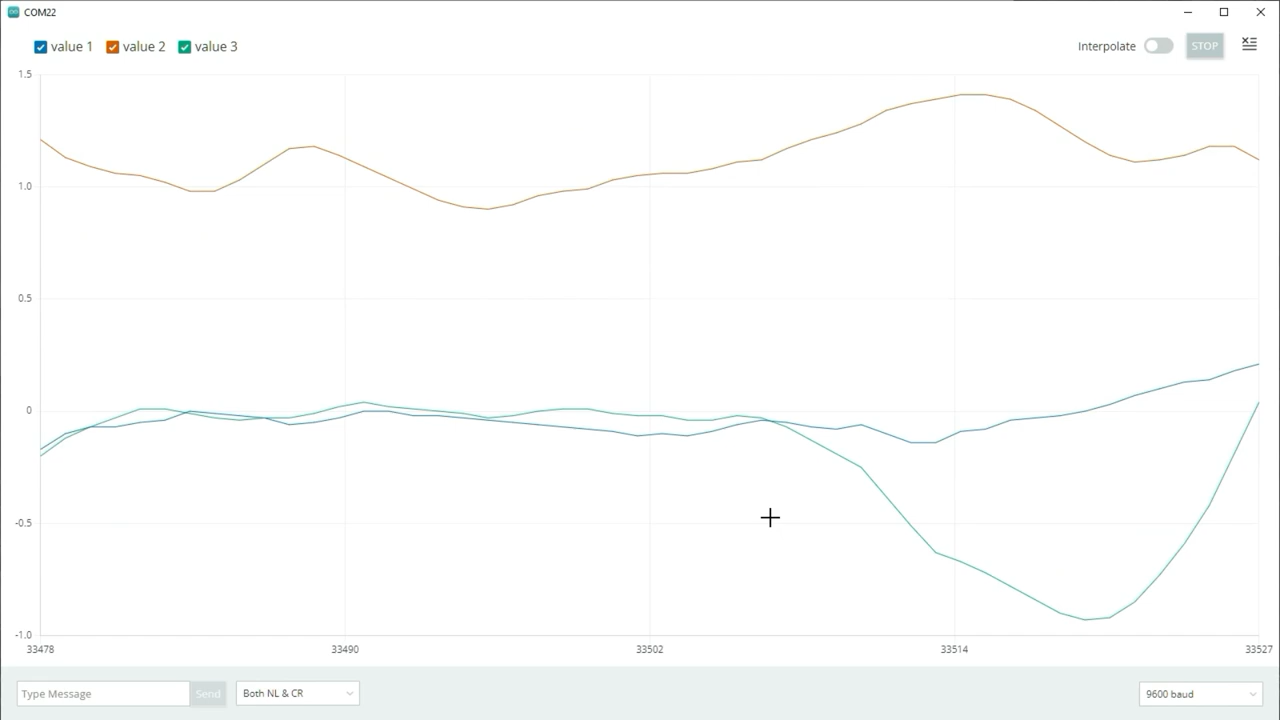 COM22
value 1 value 2 value 3 Interpolate STOP
1.5
1.0
0.5
0
-0.5
-1.0
33478 33490 33502 33514 33527
Type Message Send Both NL & CR 9600 baud